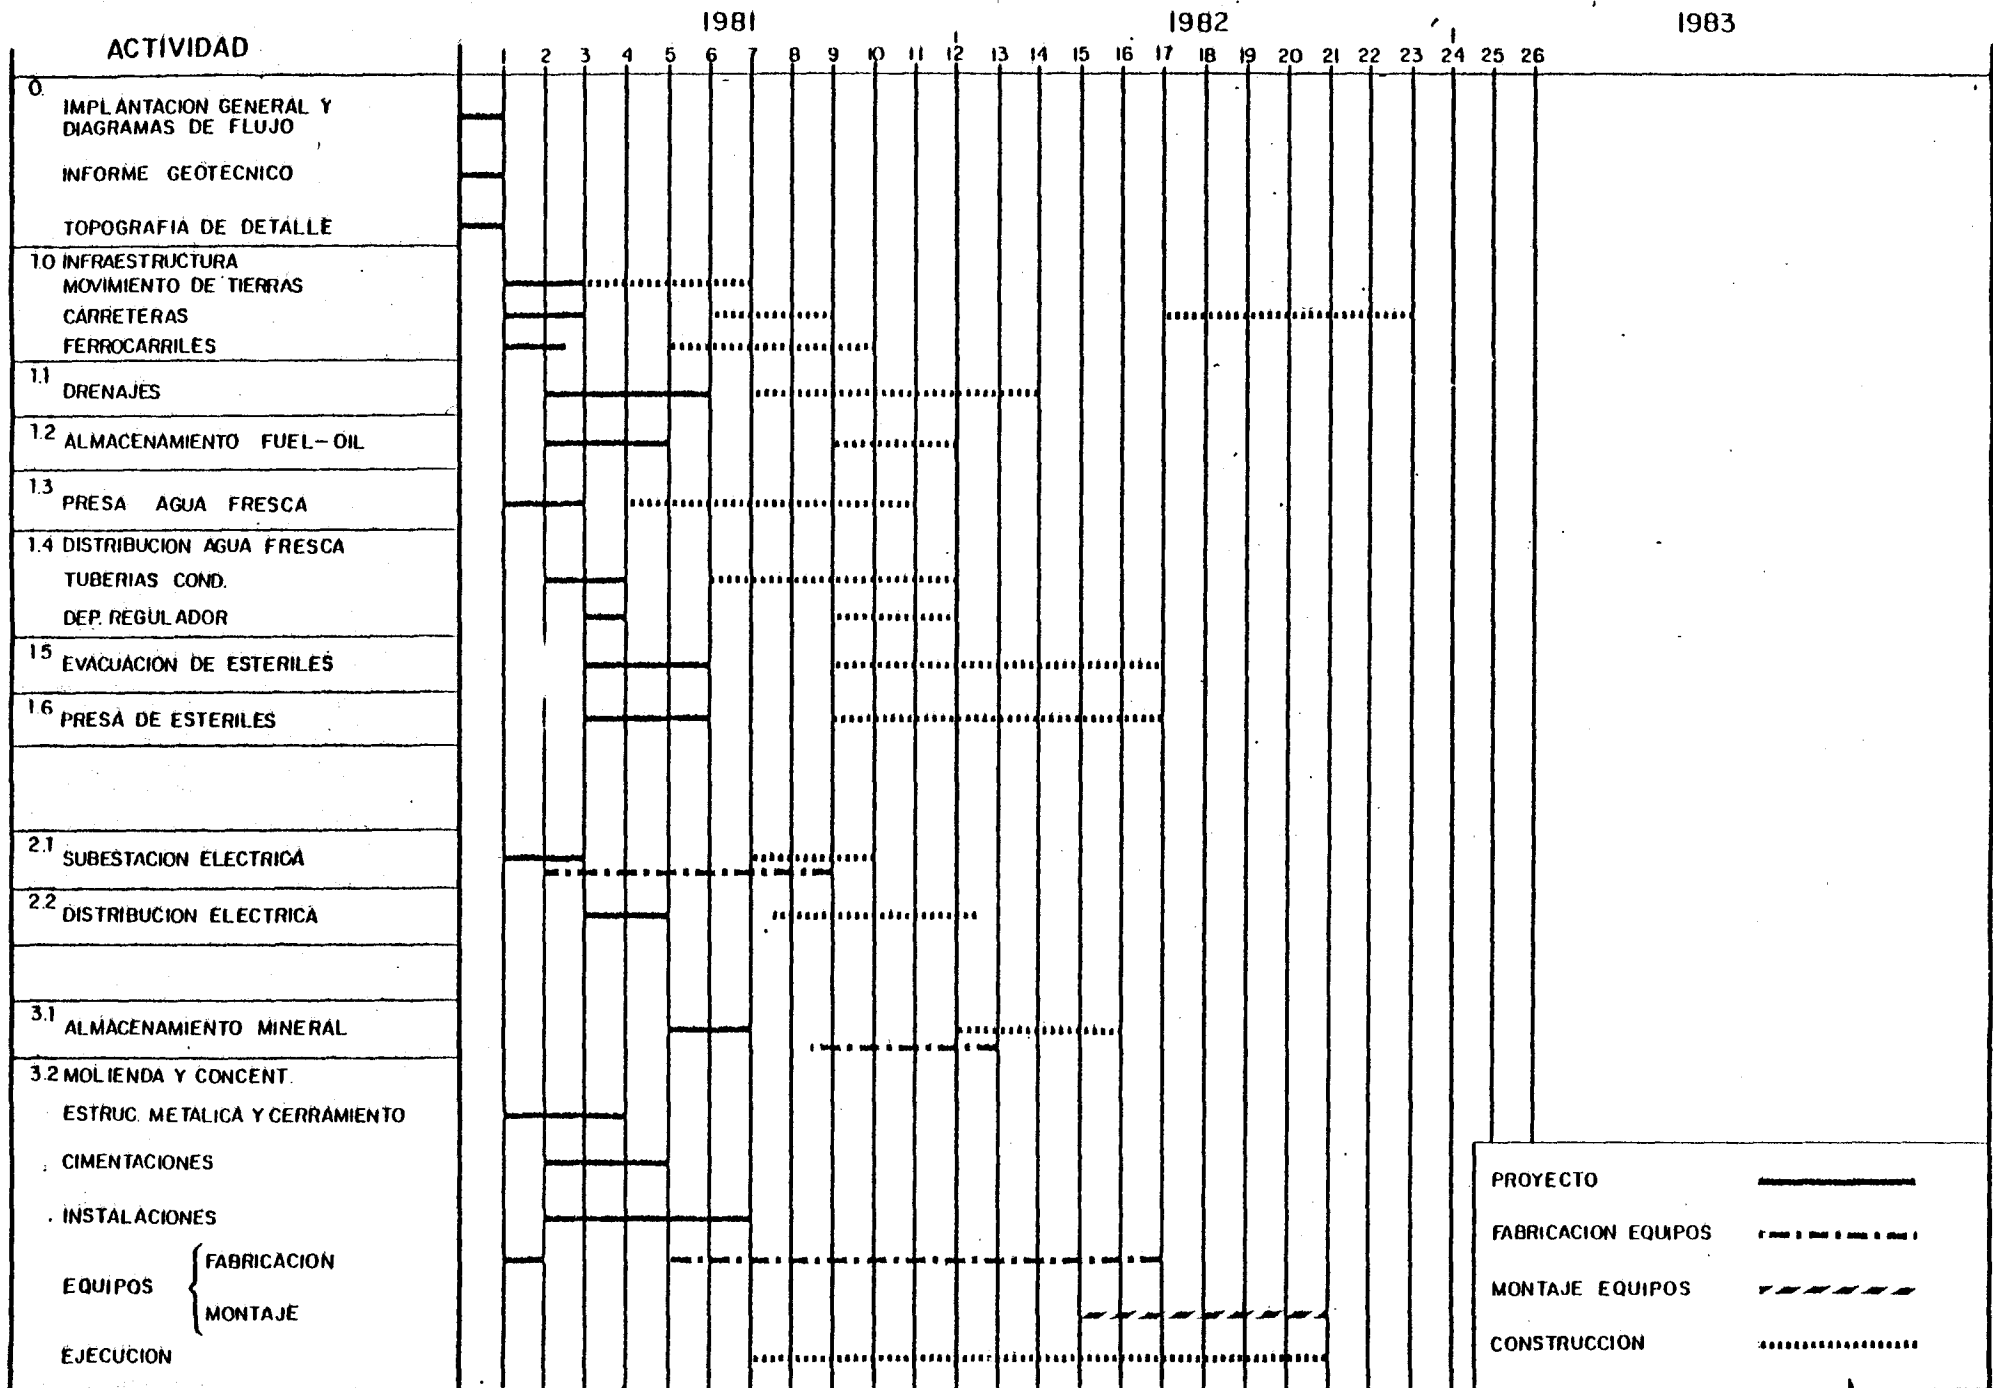 1981 1982 1983
ACTIVIDAD
1 2 3 4 5 6 7 8 9 10 11 12 13 14 15 16 17 18 19 20 21 22 23 24 25 26
0.
IMPLANTACION GENERAL Y
DIAGRAMAS DE FLUJO
INFORME GEOTECNICO
TOPOGRAFIA DE DETALLE
1.0 INFRAESTRUCTURA
MOVIMIENTO DE TIERRAS
CARRETERAS
FERROCARRILES
1.1
DRENAJES
1.2 ALMACENAMIENTO FUEL-OIL
1.3
PRESA AGUA FRESCA
1.4 DISTRIBUCION AGUA FRESCA
TUBERIAS COND.
DEP. REGULADOR
1.5 EVACUACION DE ESTERILES
1.6 PRESA DE ESTERILES
2.1 SUBESTACION ELECTRICA
2.2 DISTRIBUCION ELECTRICA
3.1 ALMACENAMIENTO MINERAL
3.2 MOLIENDA Y CONCENT.
ESTRUC. METALICA Y CERRAMIENTO
CIMENTACIONES
INSTALACIONES
EQUIPOS
FABRICACION
MONTAJE
EJECUCION
PROYECTO
FABRICACION EQUIPOS
MONTAJE EQUIPOS
CONSTRUCCION